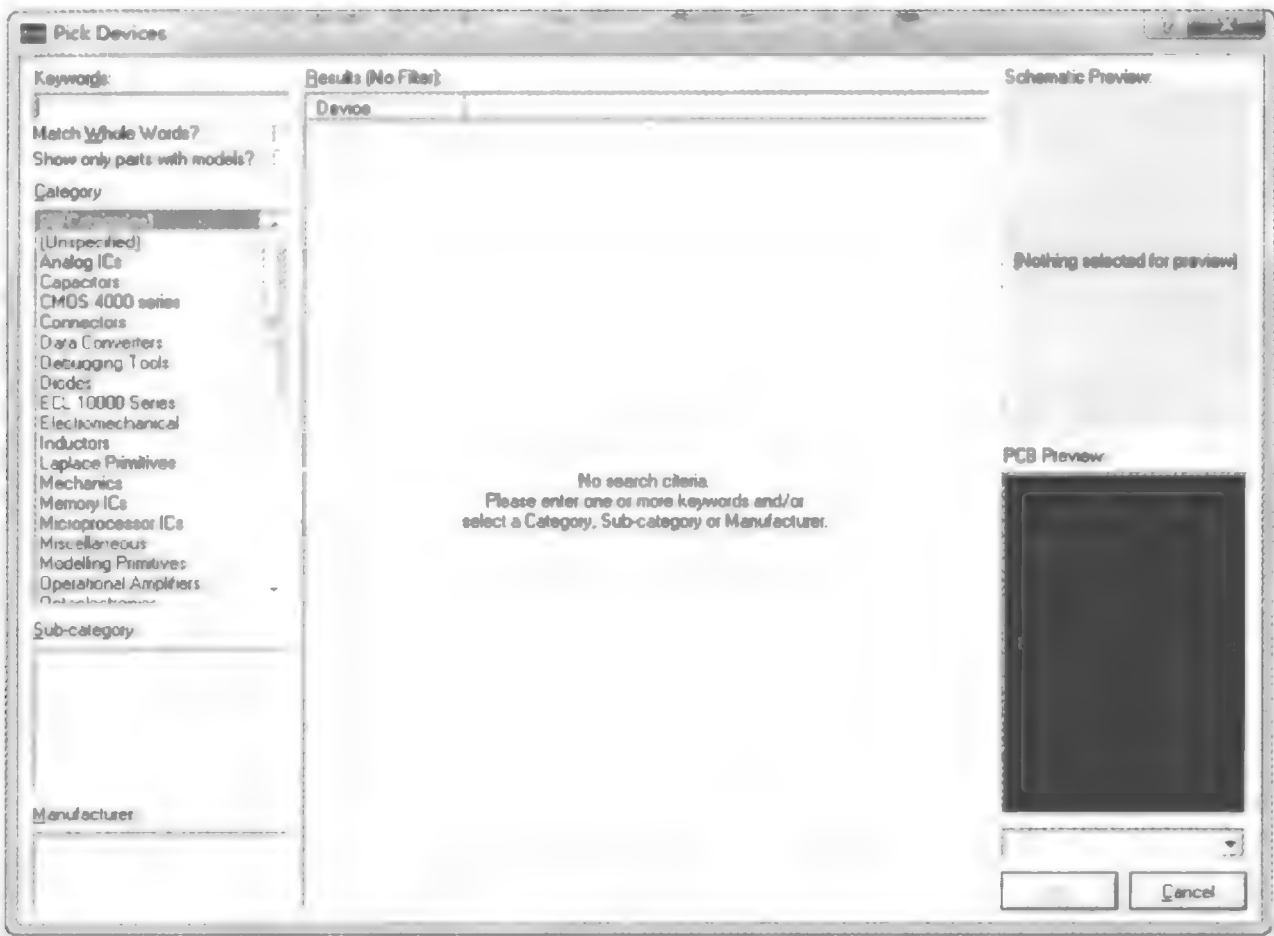 Pick Devices
Keywords:
Match Whole Words?
Show only parts with models?
Category
(Unspecified)
Analog ICs
Capacitors
CMOS 4000 series
Connectors
Data Converters
Debugging Tools
Diodes
ECL 10000 Series
Electromechanical
Inductors
Laplace Primitives
Mechanics
Memory ICs
Microprocessor ICs
Miscellaneous
Modelling Primitives
Operational Amplifiers
Sub-category
Manufacturer
Results (No Filter):
Device
No search criteria.
Please enter one or more keywords and/or
select a Category, Sub-category or Manufacturer.
Schematic Preview:
(Nothing selected for preview)
PCB Preview
Cancel